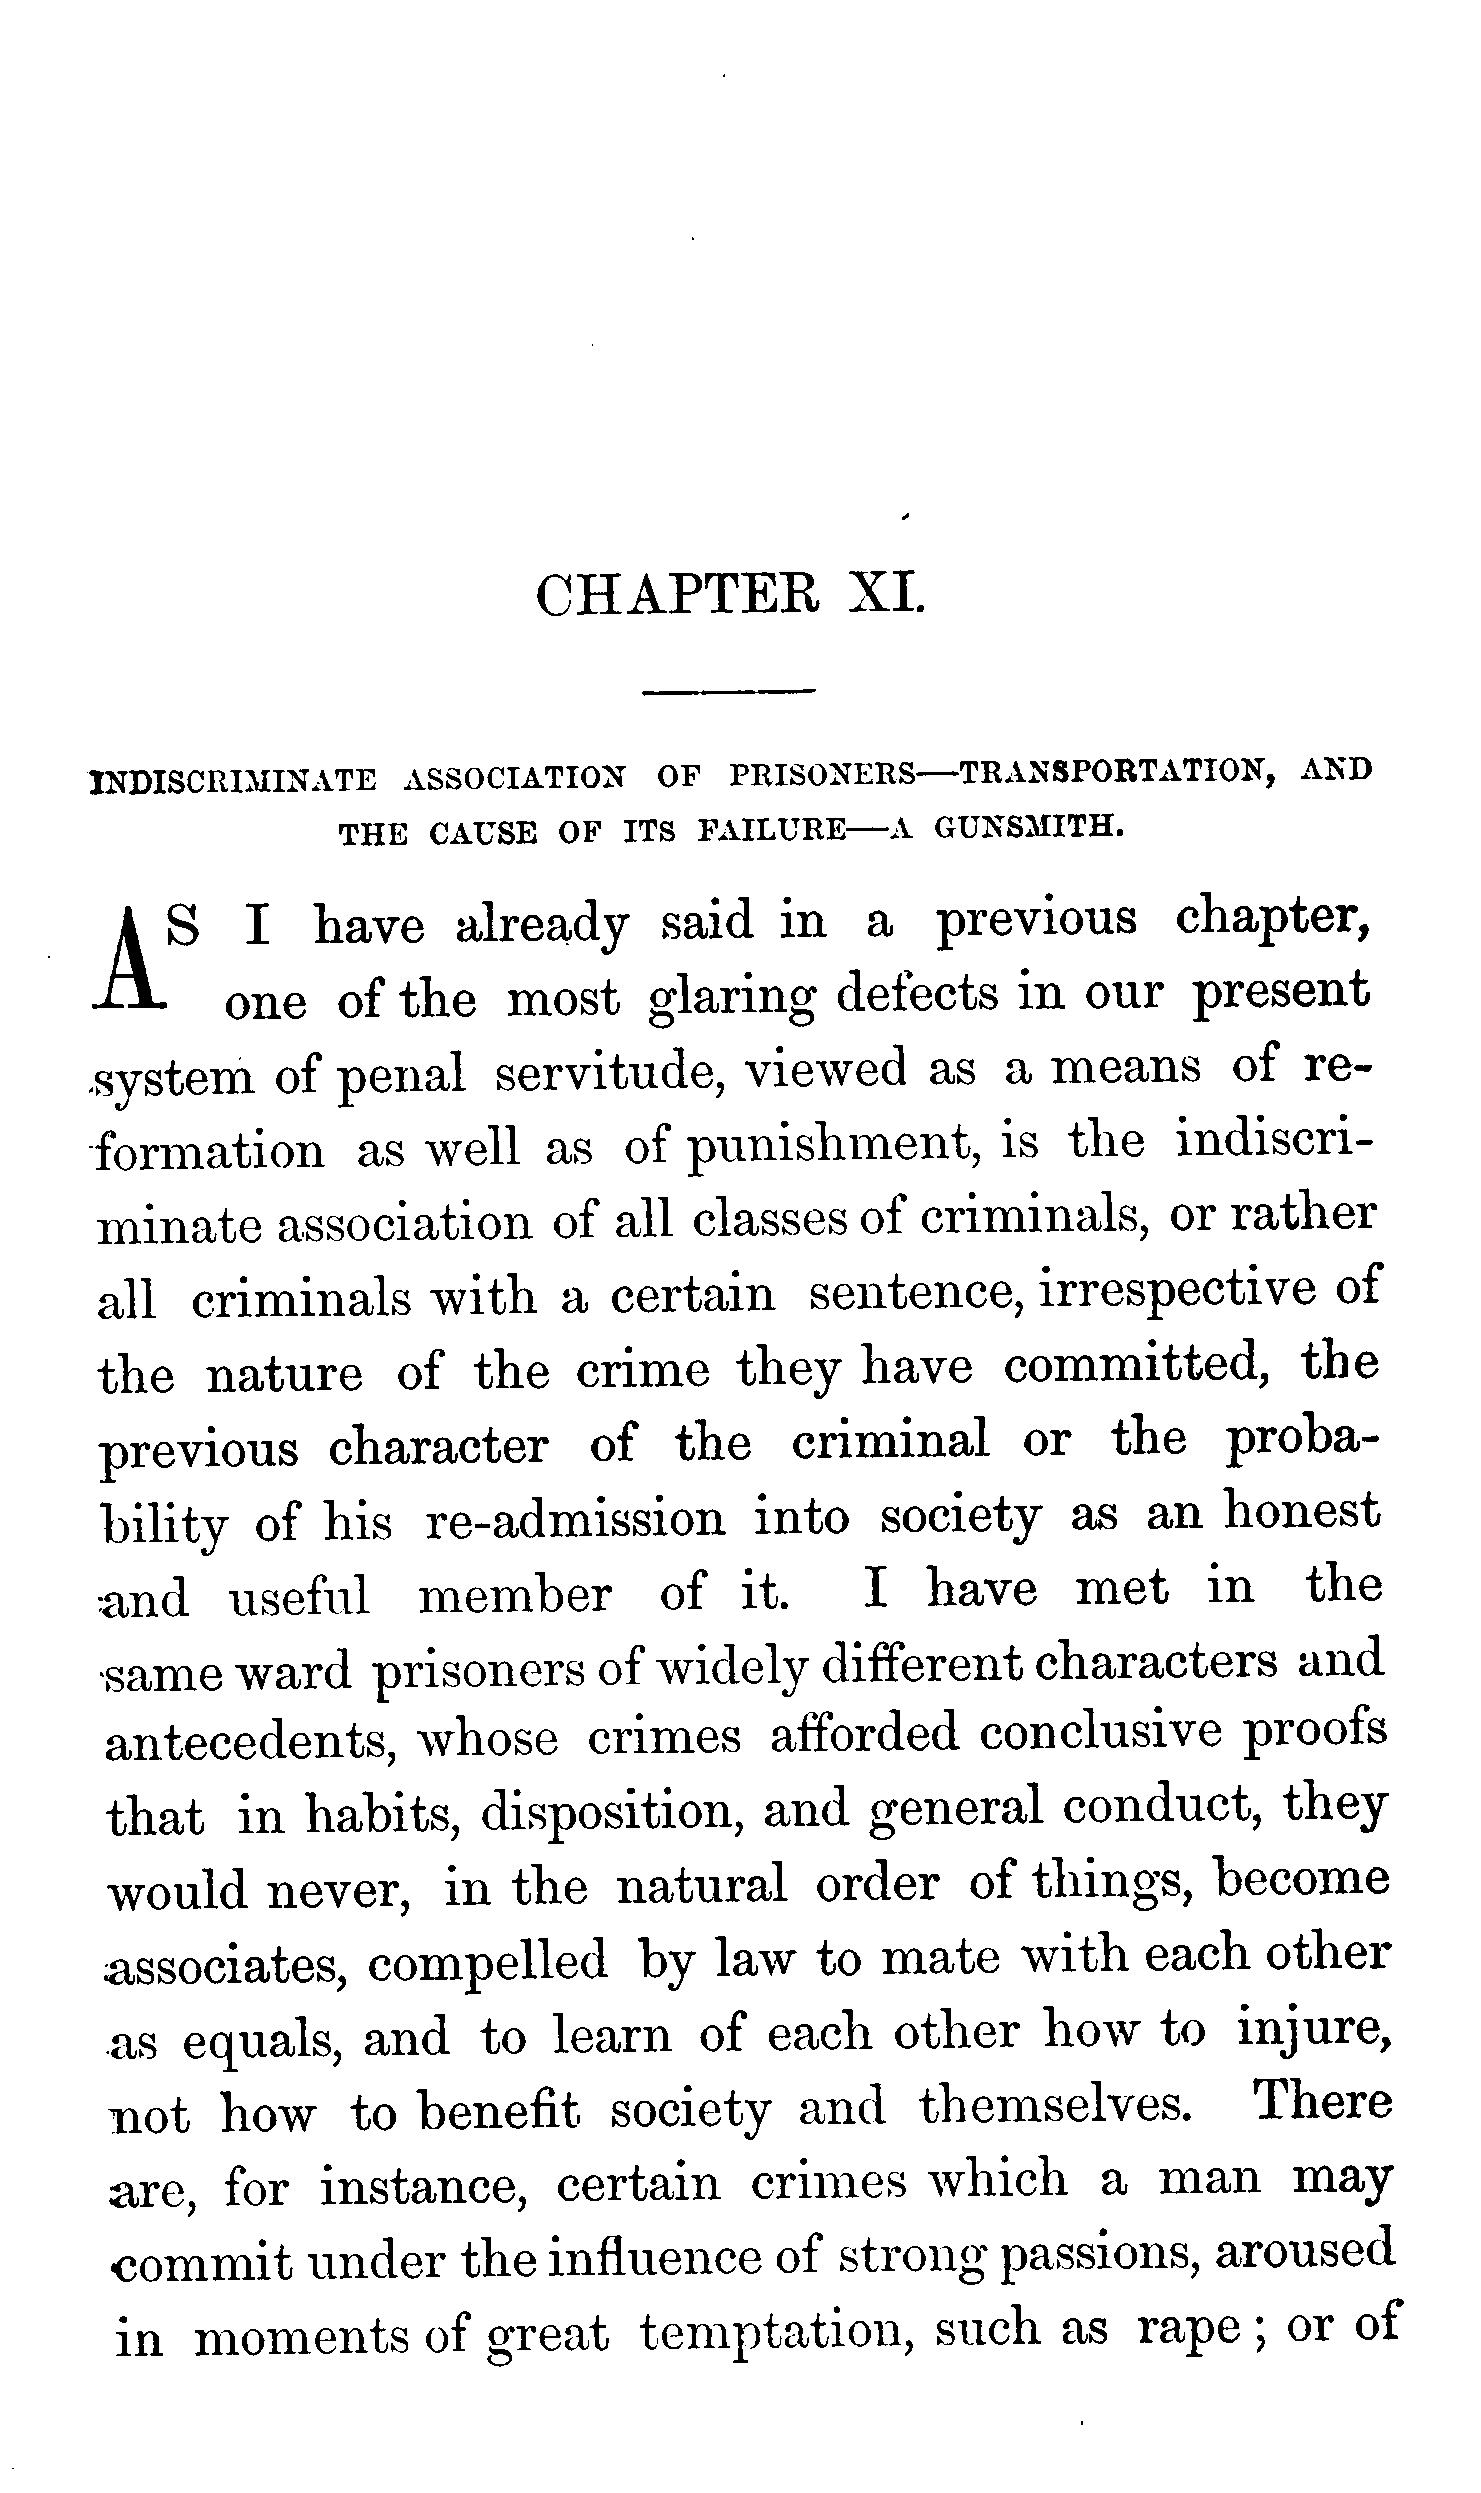 CHAPTER XI.
INDISCRIMINATE ASSOCIATION OF PRISONERS—TRANSPORTATION, AND
THE CAUSE OF ITS FAILURE—A GUNSMITH.
AS I have already said in a previous chapter,
one of the most glaring defects in our present
system of penal servitude, viewed as a means of re-
formation as well as of punishment, is the indiscri-
minate association of all classes of criminals, or rather
all criminals with a certain sentence, irrespective of
the nature of the crime they have committed, the
previous character of the criminal or the proba-
bility of his re-admission into society as an honest
and useful member of it. I have met in the
same ward prisoners of widely different characters and
antecedents, whose crimes afforded conclusive proofs
that in habits, disposition, and general conduct, they
would never, in the natural order of things, become
associates, compelled by law to mate with each other
as equals, and to learn of each other how to injure,
not how to benefit society and themselves. There
are, for instance, certain crimes which a man may
commit under the influence of strong passions, aroused
in moments of great temptation, such as rape; or of